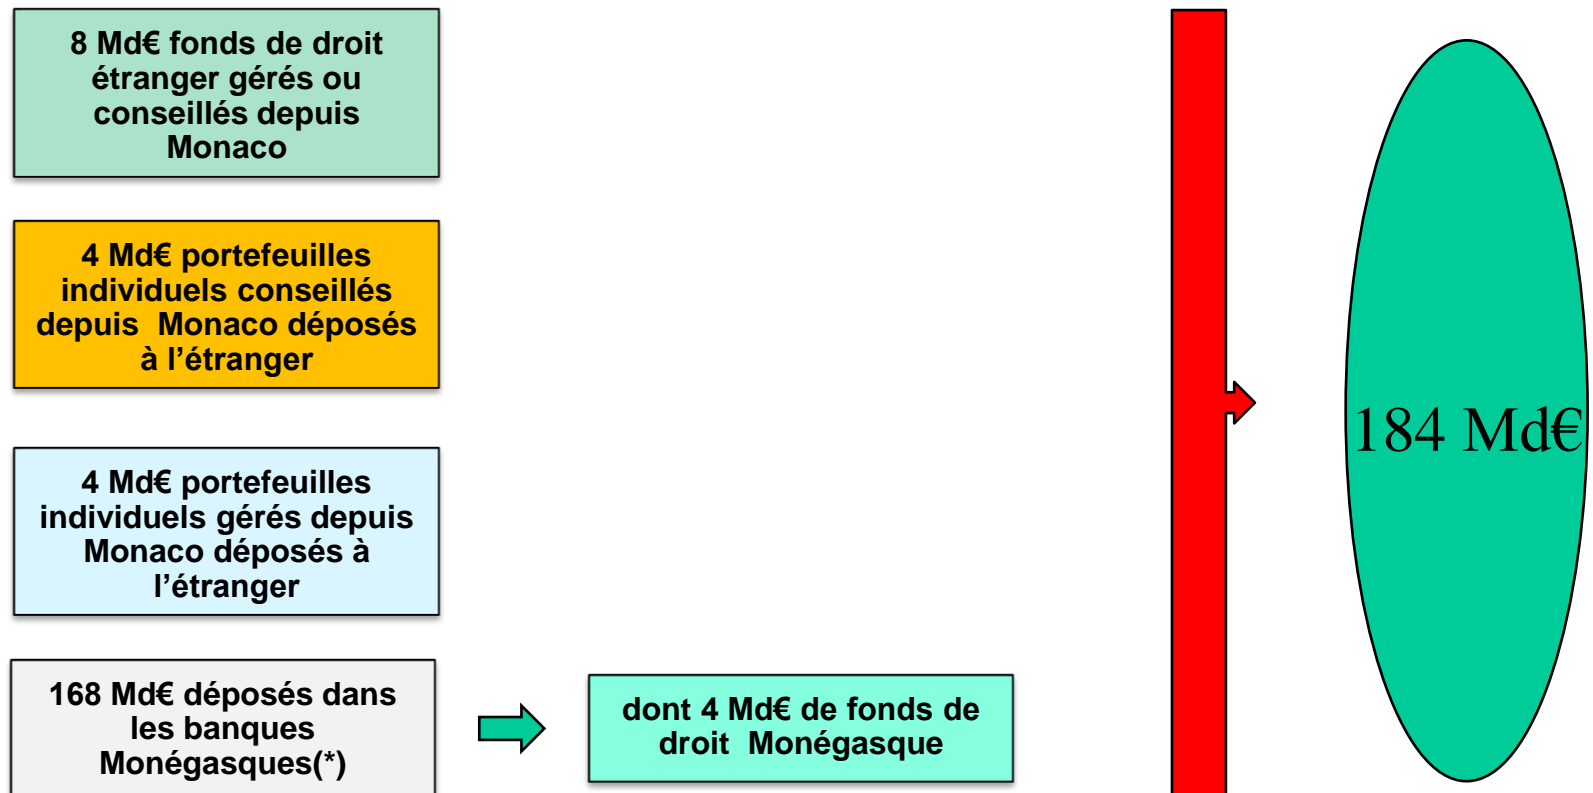 8 Md€ fonds de droit
étranger gérés ou
conseillés depuis
Monaco
4 Md€ portefeuilles
individuels conseillés
depuis  Monaco déposés
à l’étranger
4 Md€ portefeuilles
individuels gérés depuis
Monaco déposés à
l’étranger
168 Md€ déposés dans
les banques
Monégasques(*)
dont 4 Md€ de fonds de
droit  Monégasque
184 Md€